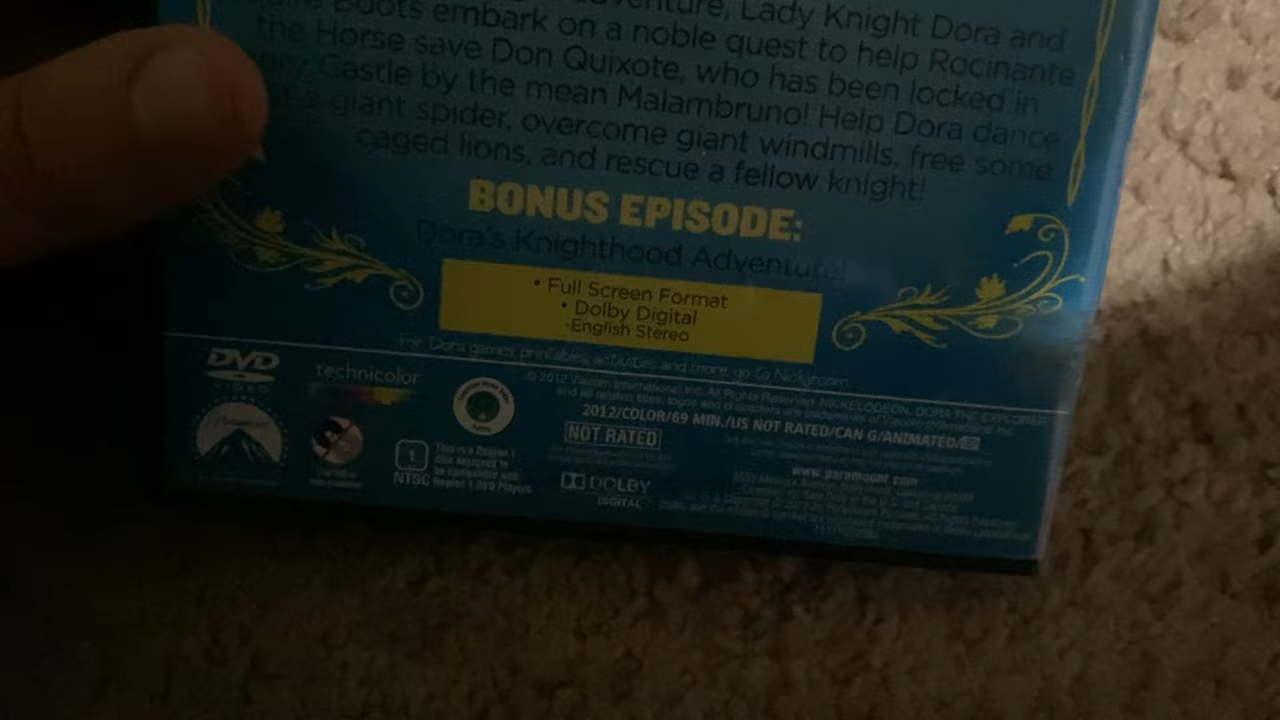 adventure, Lady Knight Dora and
Boots embark on a noble quest to help Rocinante
the Horse save Don Quixote, who has been locked in
Castle by the mean Malambruno! Help Dora dance
a giant spider, overcome giant windmills, free some
caged lions, and rescue a fellow knight!
BONUS EPISODE:
Dora's Knighthood Adventure!
• Full Screen Format
• Dolby Digital
-English Stereo
For Dora games, printables, activities and more, go to Nickjr.com
DVD
VIDEO
technicolor
Paramount
© 2012 Viacom International Inc. All Rights Reserved. NICKELODEON, DORA THE EXPLORER
and all related titles, logos and characters are trademarks of Viacom International Inc.
2012/COLOR/69 MIN./US NOT RATED/CAN G/ANIMATED/
NOT RATED
1
NTSC
This is a Region 1
disc designed to
be compatible with
Region 1 DVD Players.
DOLBY
DIGITAL
www.paramount.com